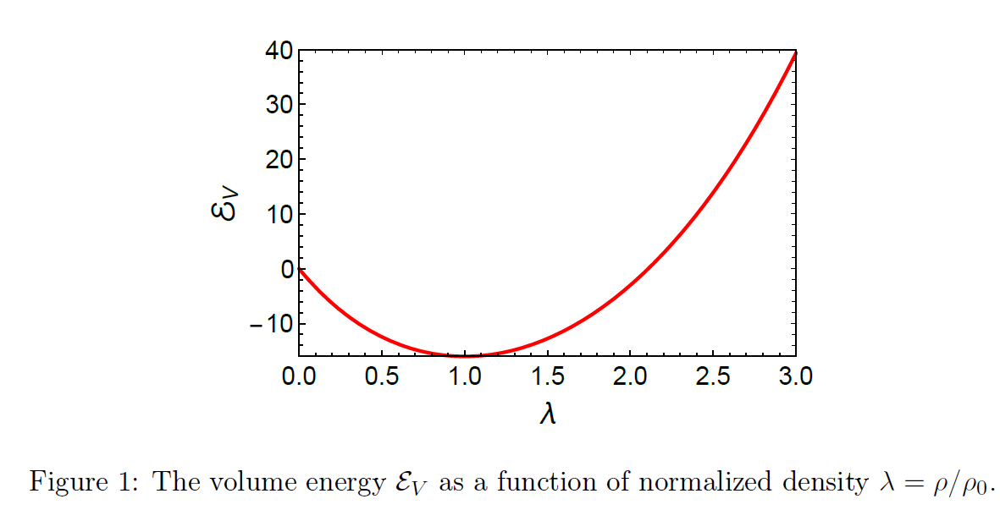 40
30
20
10
0
−10
ℰV
0.0 0.5 1.0 1.5 2.0 2.5 3.0
λ
Figure 1: The volume energy ℰV as a function of normalized density λ = ρ/ρ0.